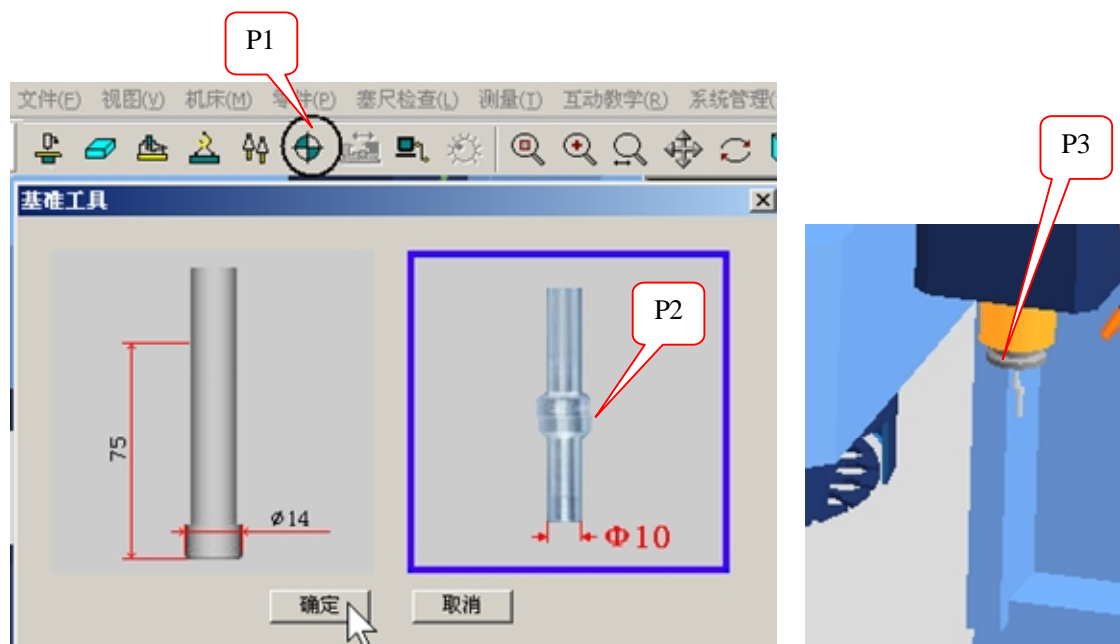 P1
文件(F) 视图(V) 机床(M) 零件(P) 塞尺检查(L) 测量(T) 互动教学(R) 系统管理(
P3
基准工具
P2
75
ϕ14
Φ10
确定 取消